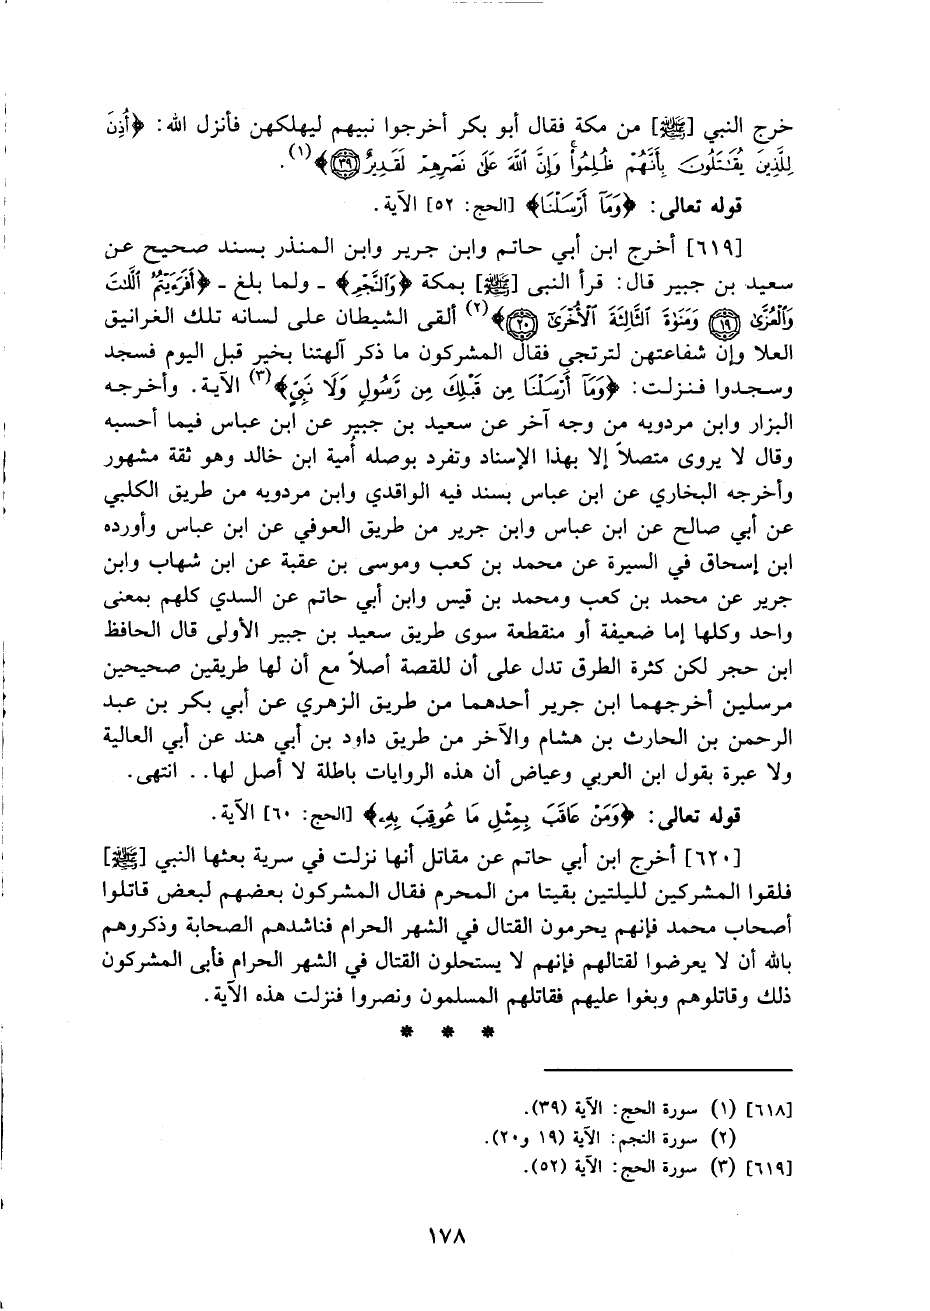 خرج النبي [ﷺ] من مكة فقال أبو بكر أخرجوا نبيهم ليهلكهن فأنزل الله: ﴿أُذِنَ
لِلَّذِينَ يُقَٰتَلُونَ بِأَنَّهُمْ ظُلِمُوا۟ وَإِنَّ ٱللَّهَ عَلَىٰ نَصْرِهِمْ لَقَدِيرٌ ٣٩﴾(١).
قوله تعالى: ﴿وَمَآ أَرْسَلْنَا﴾ [الحج: ٥٢] الآية.
[٦١٩] أخرج ابن أبي حاتم وابن جرير وابن المنذر بسند صحيح عن
سعيد بن جبير قال: قرأ النبى [ﷺ] بمكة ﴿وَٱلنَّجْمِ﴾ ـ ولما بلغ ـ ﴿أَفَرَءَيْتُمُ ٱللَّٰتَ
وَٱلْعُزَّىٰ ١٩ وَمَنَوٰةَ ٱلثَّالِثَةَ ٱلْأُخْرَىٰٓ ٢٠﴾(٢) ألقى الشيطان على لسانه تلك الغرانيق
العلا وإن شفاعتهن لترتجى فقال المشركون ما ذكر آلهتنا بخير قبل اليوم فسجد
وسجدوا فنزلت: ﴿وَمَآ أَرْسَلْنَا مِن قَبْلِكَ مِن رَّسُولٍ وَلَا نَبِىٍّ﴾(٣) الآية. وأخرجه
البزار وابن مردويه من وجه آخر عن سعيد بن جبير عن ابن عباس فيما أحسبه
وقال لا يروى متصلاً إلا بهذا الإسناد وتفرد بوصله أُمية ابن خالد وهو ثقة مشهور
وأخرجه البخاري عن ابن عباس بسند فيه الواقدي وابن مردويه من طريق الكلبي
عن أبي صالح عن ابن عباس وابن جرير من طريق العوفي عن ابن عباس وأورده
ابن إسحاق في السيرة عن محمد بن كعب وموسى بن عقبة عن ابن شهاب وابن
جرير عن محمد بن كعب ومحمد بن قيس وابن أبي حاتم عن السدي كلهم بمعنى
واحد وكلها إما ضعيفة أو منقطعة سوى طريق سعيد بن جبير الأولى قال الحافظ
ابن حجر لكن كثرة الطرق تدل على أن للقصة أصلاً مع أن لها طريقين صحيحين
مرسلين أخرجهما ابن جرير أحدهما من طريق الزهري عن أبي بكر بن عبد
الرحمن بن الحارث بن هشام والآخر من طريق داود بن أبي هند عن أبي العالية
ولا عبرة بقول ابن العربي وعياض أن هذه الروايات باطلة لا أصل لها.. انتهى.
قوله تعالى: ﴿وَمَنْ عَاقَبَ بِمِثْلِ مَا عُوقِبَ بِهِۦ﴾ [الحج: ٦٠] الآية.
[٦٢٠] أخرج ابن أبي حاتم عن مقاتل أنها نزلت في سرية بعثها النبي [ﷺ]
فلقوا المشركين لليلتين بقيتا من المحرم فقال المشركون بعضهم لبعض قاتلوا
أصحاب محمد فإنهم يحرمون القتال في الشهر الحرام فناشدهم الصحابة وذكروهم
بالله أن لا يعرضوا لقتالهم فإنهم لا يستحلون القتال في الشهر الحرام فأبى المشركون
ذلك وقاتلوهم وبغوا عليهم فقاتلهم المسلمون ونصروا فنزلت هذه الآية.
* * *
[٦١٨] (١) سورة الحج: الآية (٣٩).
(٢) سورة النجم: الآية (١٩ و٢٠).
[٦١٩] (٣) سورة الحج: الآية (٥٢).
١٧٨